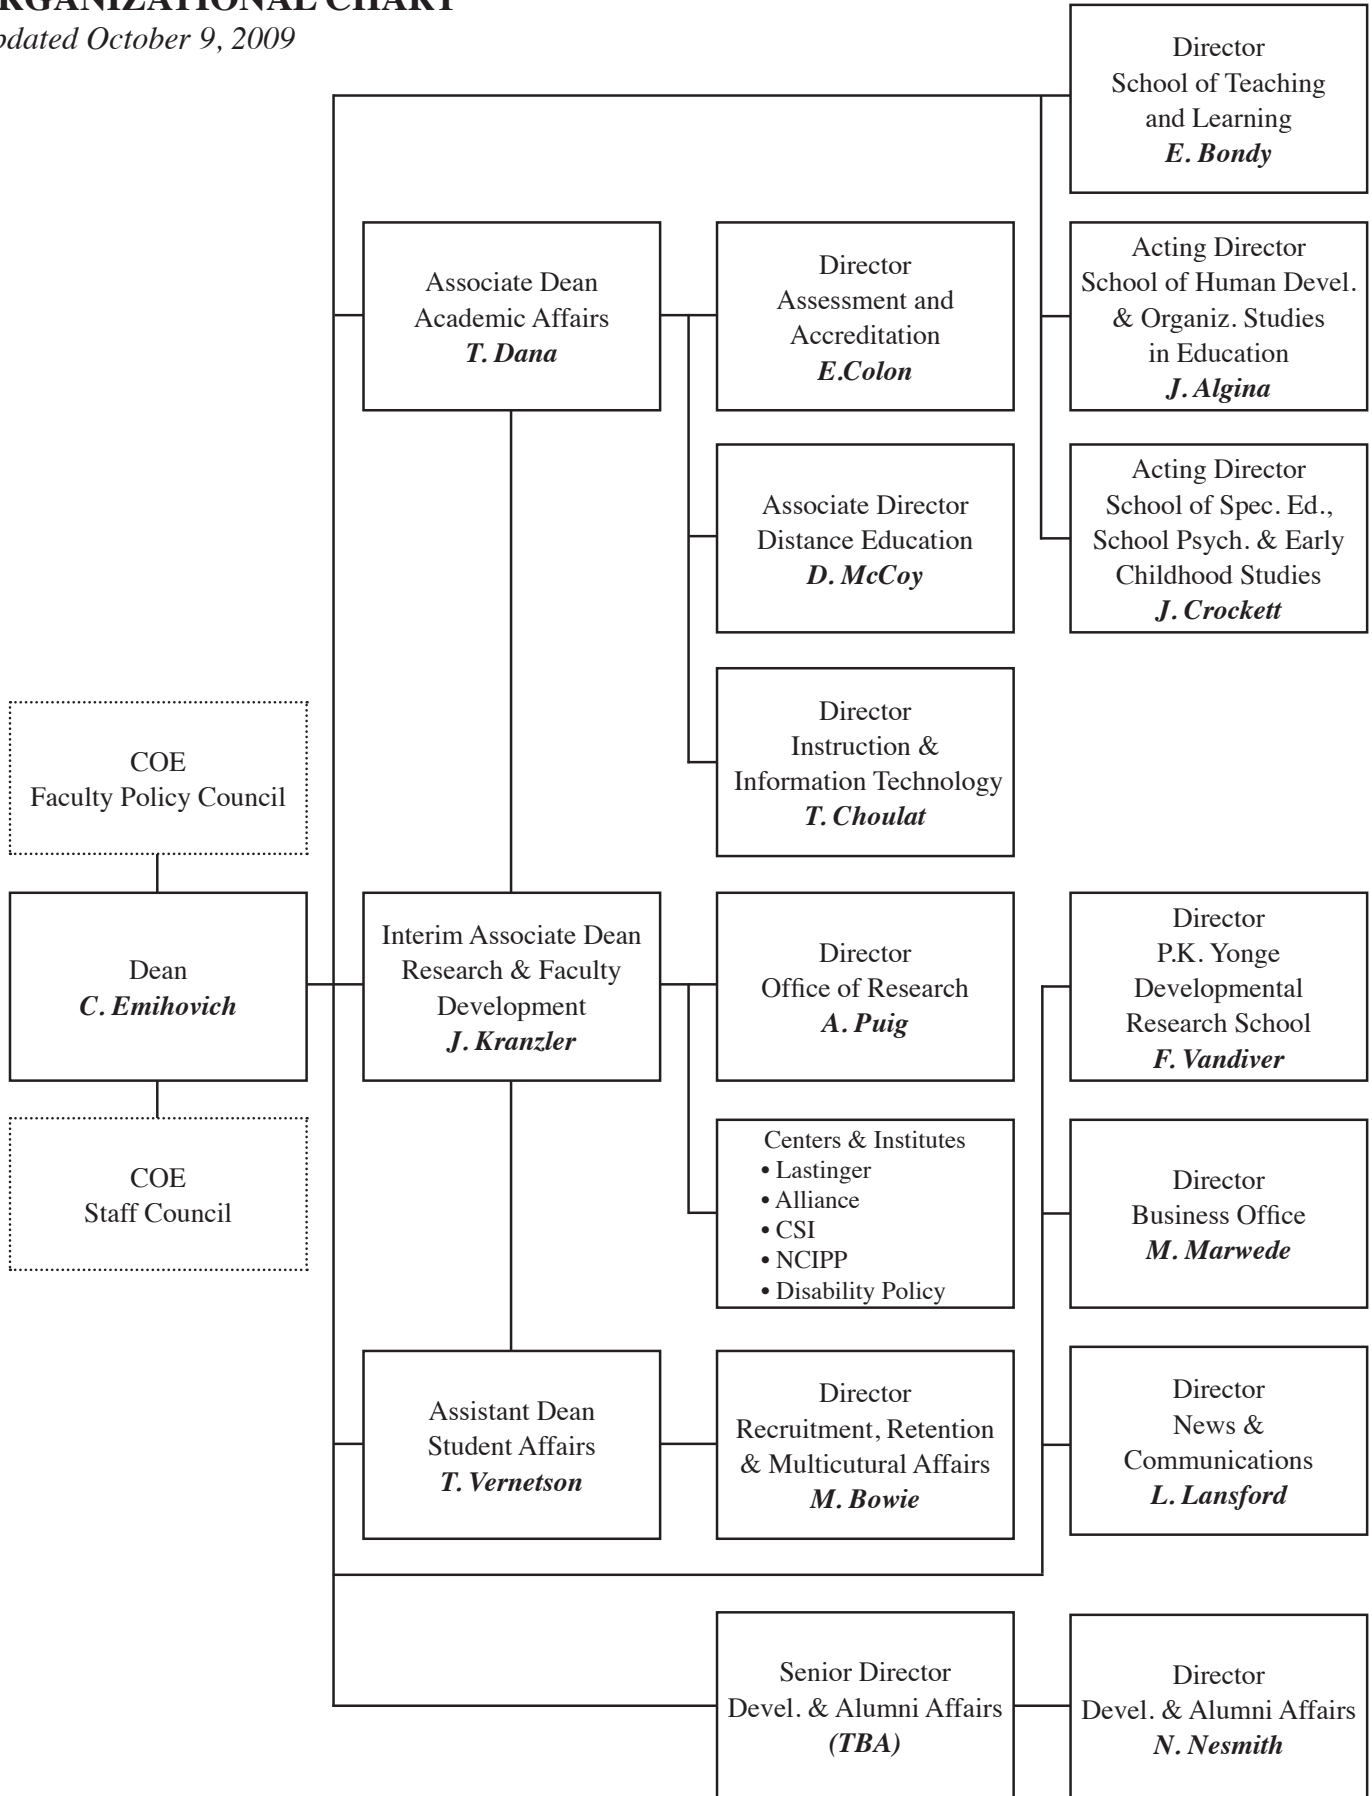 RGANIZATIONAL CHART
pdated October 9, 2009
Director
School of Teaching
and Learning
E. Bondy
Associate Dean
Academic Affairs
T. Dana
Director
Assessment and
Accreditation
E.Colon
Acting Director
School of Human Devel.
& Organiz. Studies
in Education
J. Algina
Associate Director
Distance Education
D. McCoy
Acting Director
School of Spec. Ed.,
School Psych. & Early
Childhood Studies
J. Crockett
Director
Instruction &
Information Technology
T. Choulat
COE
Faculty Policy Council
Dean
C. Emihovich
Interim Associate Dean
Research & Faculty
Development
J. Kranzler
Director
Office of Research
A. Puig
Director
P.K. Yonge
Developmental
Research School
F. Vandiver
COE
Staff Council
Centers & Institutes
• Lastinger
• Alliance
• CSI
• NCIPP
• Disability Policy
Director
Business Office
M. Marwede
Assistant Dean
Student Affairs
T. Vernetson
Director
Recruitment, Retention
& Multicutural Affairs
M. Bowie
Director
News &
Communications
L. Lansford
Senior Director
Devel. & Alumni Affairs
(TBA)
Director
Devel. & Alumni Affairs
N. Nesmith